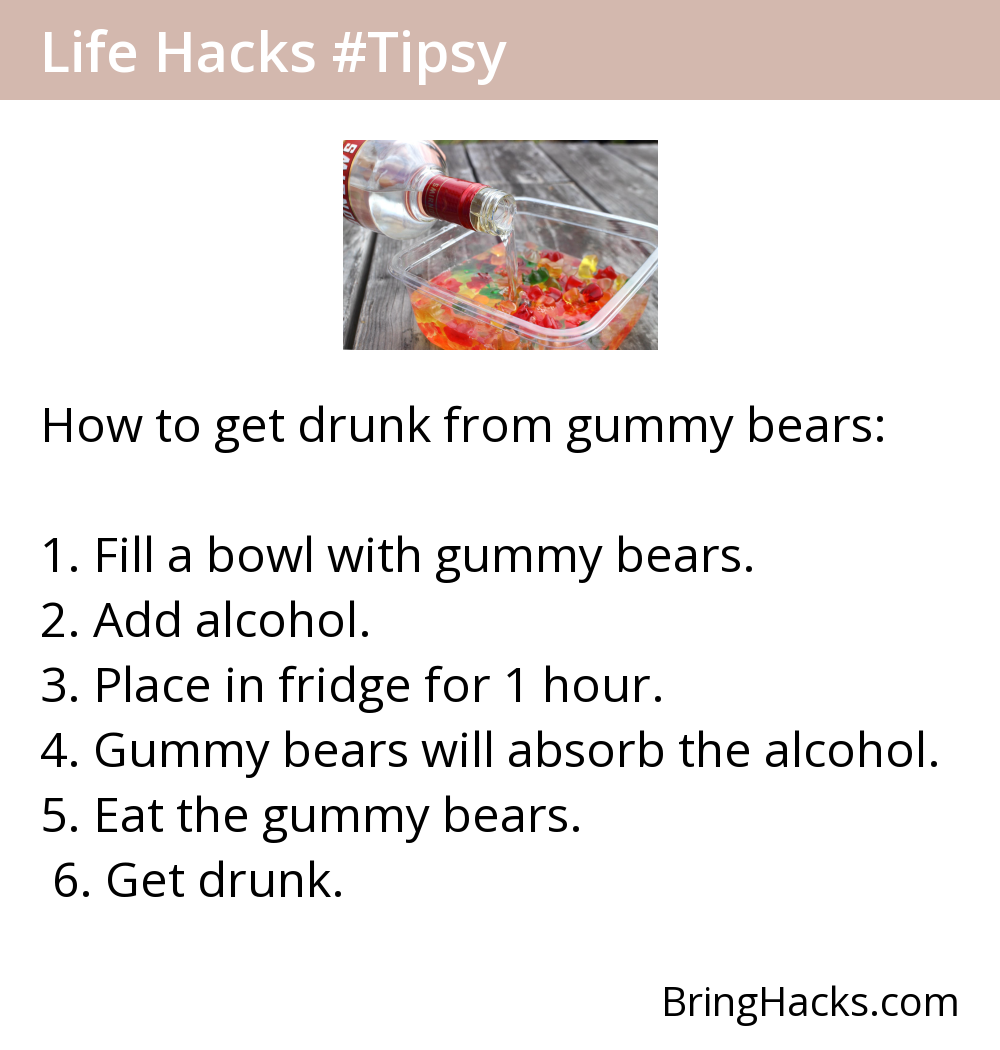 Life Hacks #Tipsy
How to get drunk from gummy bears:
1. Fill a bowl with gummy bears.
2. Add alcohol.
3. Place in fridge for 1 hour.
4. Gummy bears will absorb the alcohol.
5. Eat the gummy bears.
6. Get drunk.
BringHacks.com